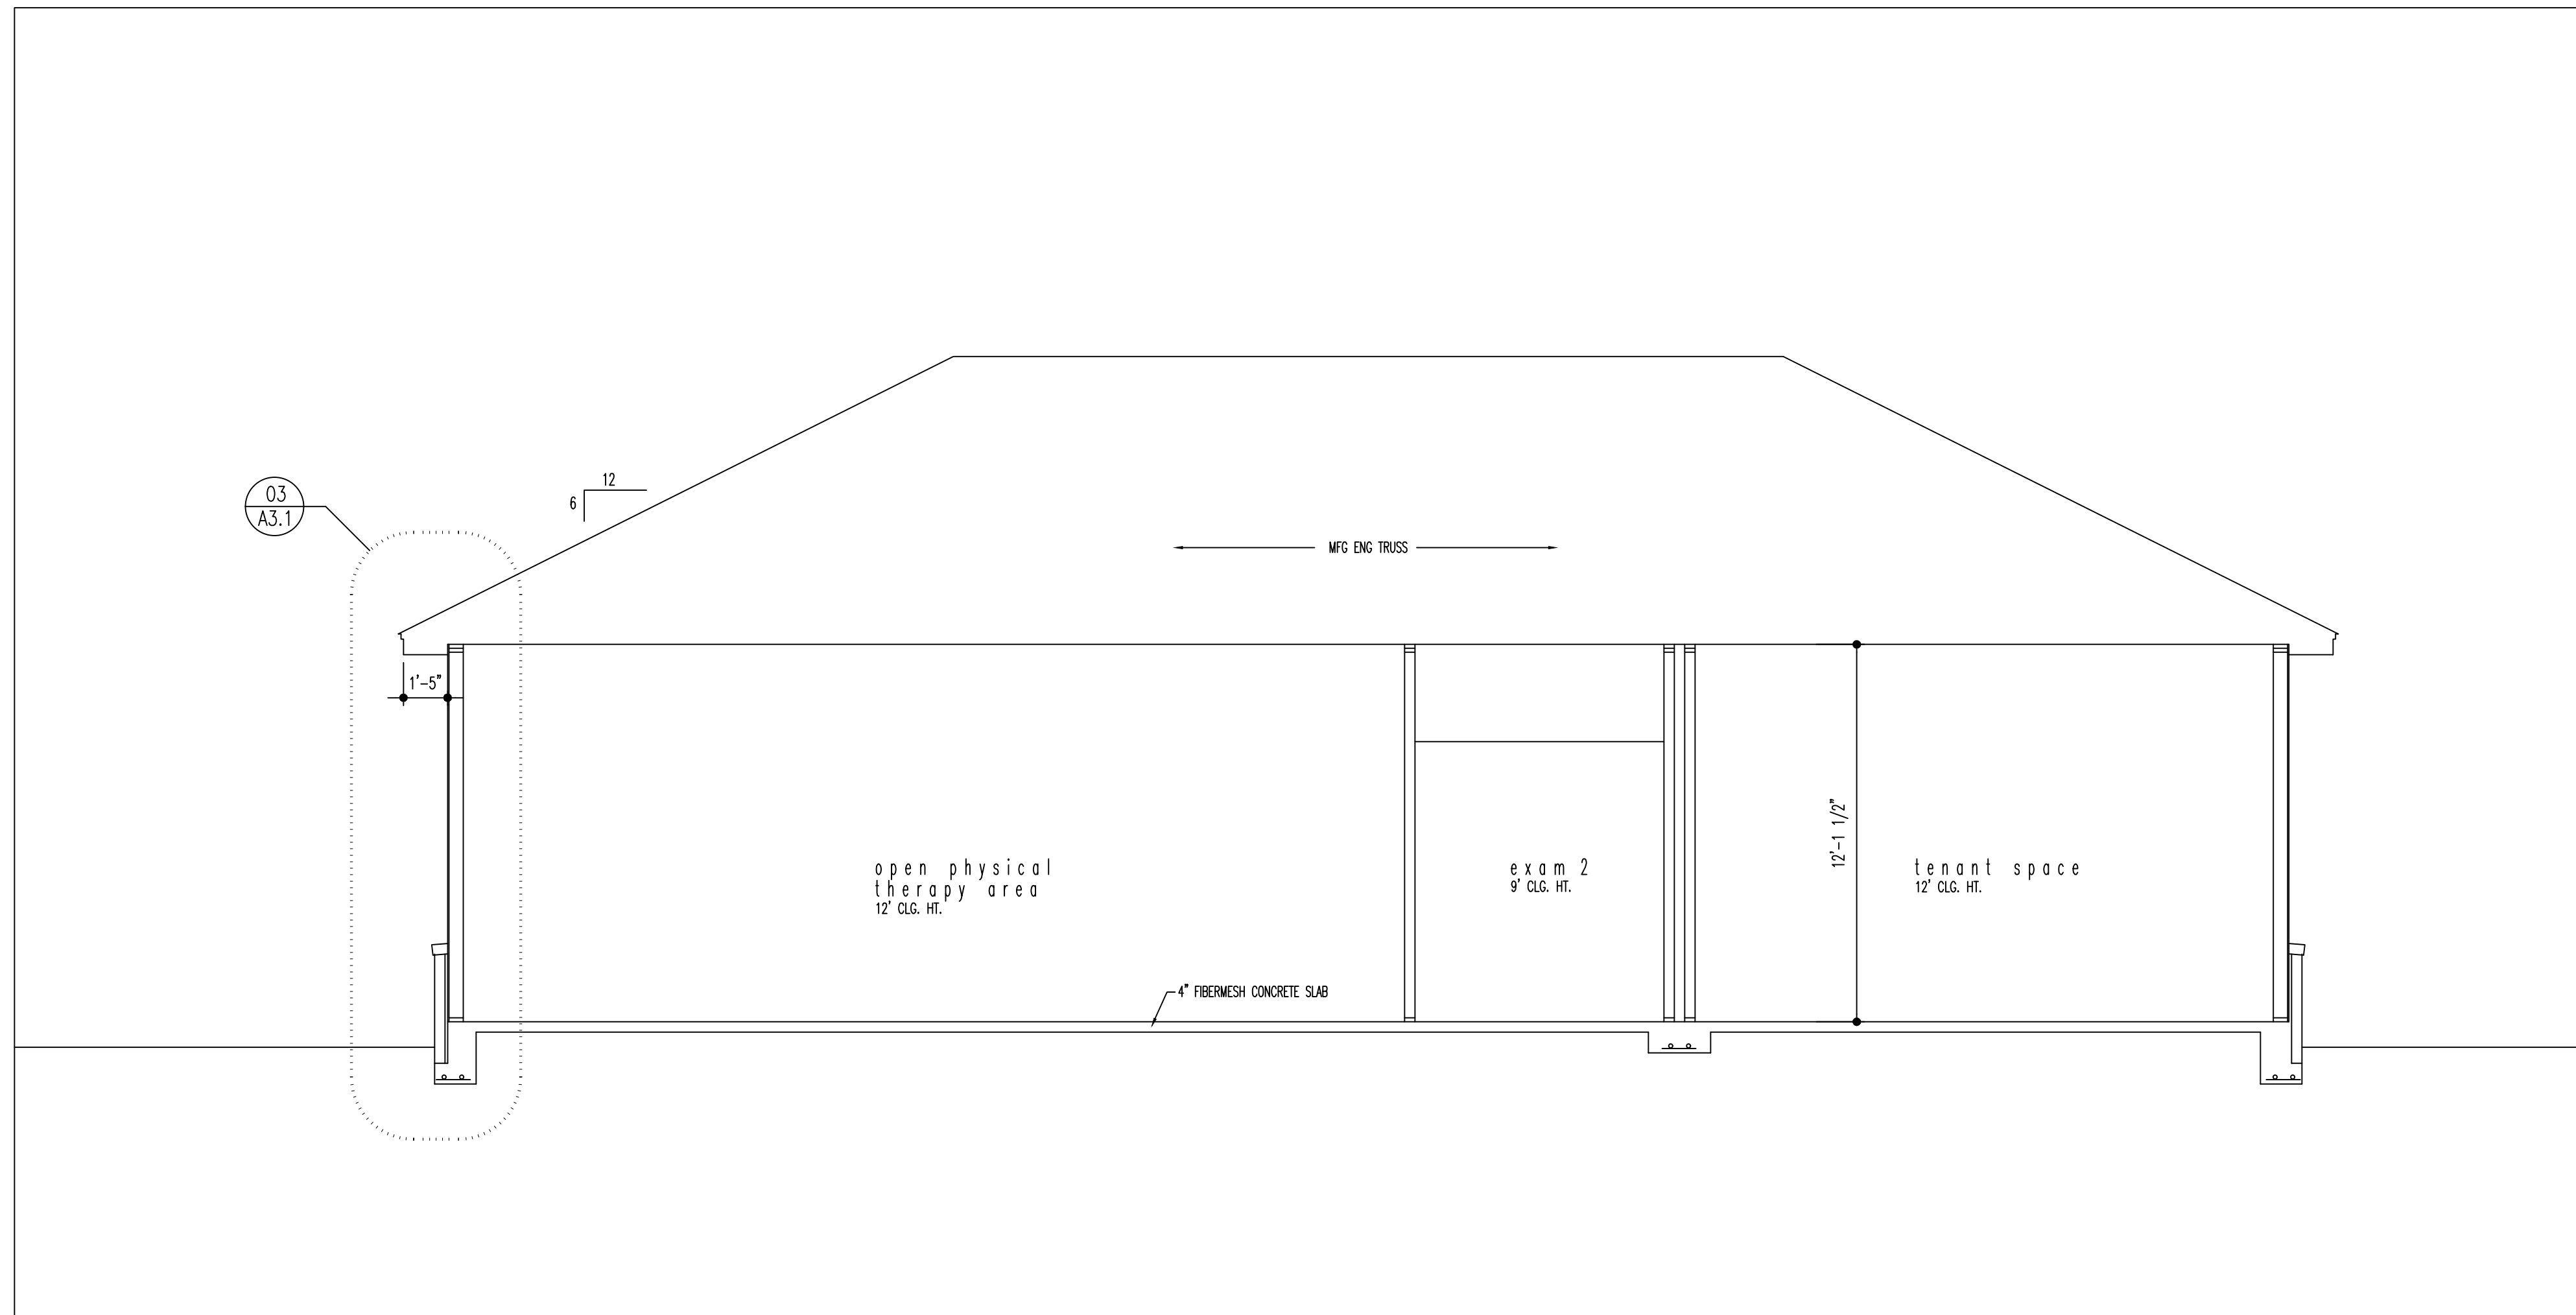 12
6
03
A3.1
MFG ENG TRUSS
1'-5"
12'-1 1/2"
open physical
therapy area
12' CLG. HT.
exam 2
9' CLG. HT.
tenant space
12' CLG. HT.
4" FIBERMESH CONCRETE SLAB